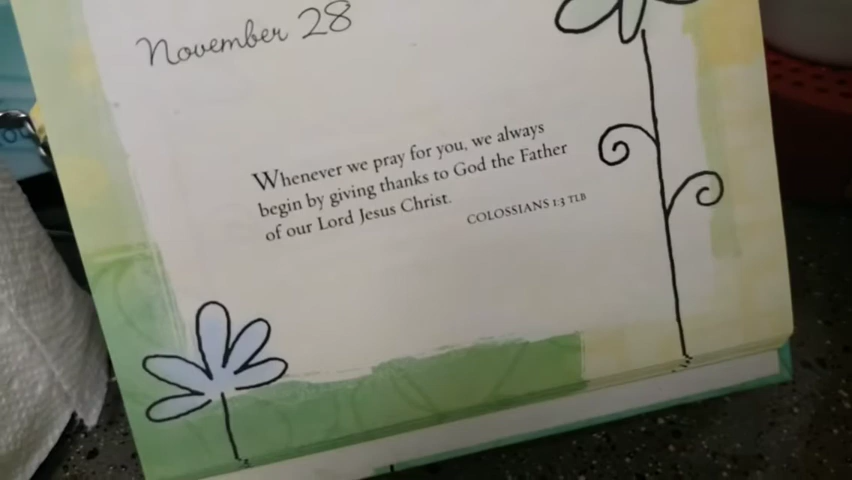 November 28
Whenever we pray for you, we always
begin by giving thanks to God the Father
of our Lord Jesus Christ.
COLOSSIANS 1:3 TLB